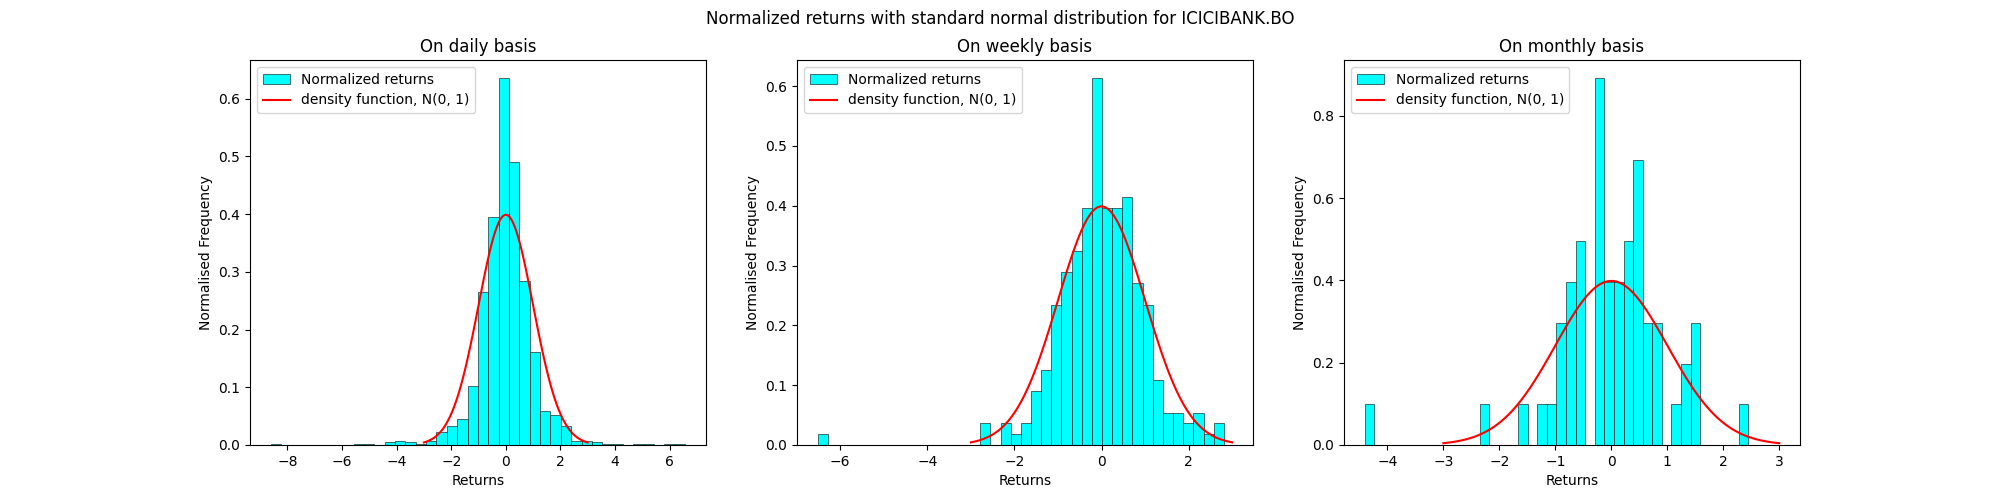 Normalized returns with standard normal distribution for ICICIBANK.BO
On daily basis
Normalized returns
density function, N(0, 1)
Normalised Frequency
0.6
0.5
0.4
0.3
0.2
0.1
0.0
−8 −6 −4 −2 0 2 4 6
Returns
On weekly basis
Normalized returns
density function, N(0, 1)
Normalised Frequency
0.6
0.5
0.4
0.3
0.2
0.1
0.0
−6 −4 −2 0 2
Returns
On monthly basis
Normalized returns
density function, N(0, 1)
Normalised Frequency
0.8
0.6
0.4
0.2
0.0
−4 −3 −2 −1 0 1 2 3
Returns